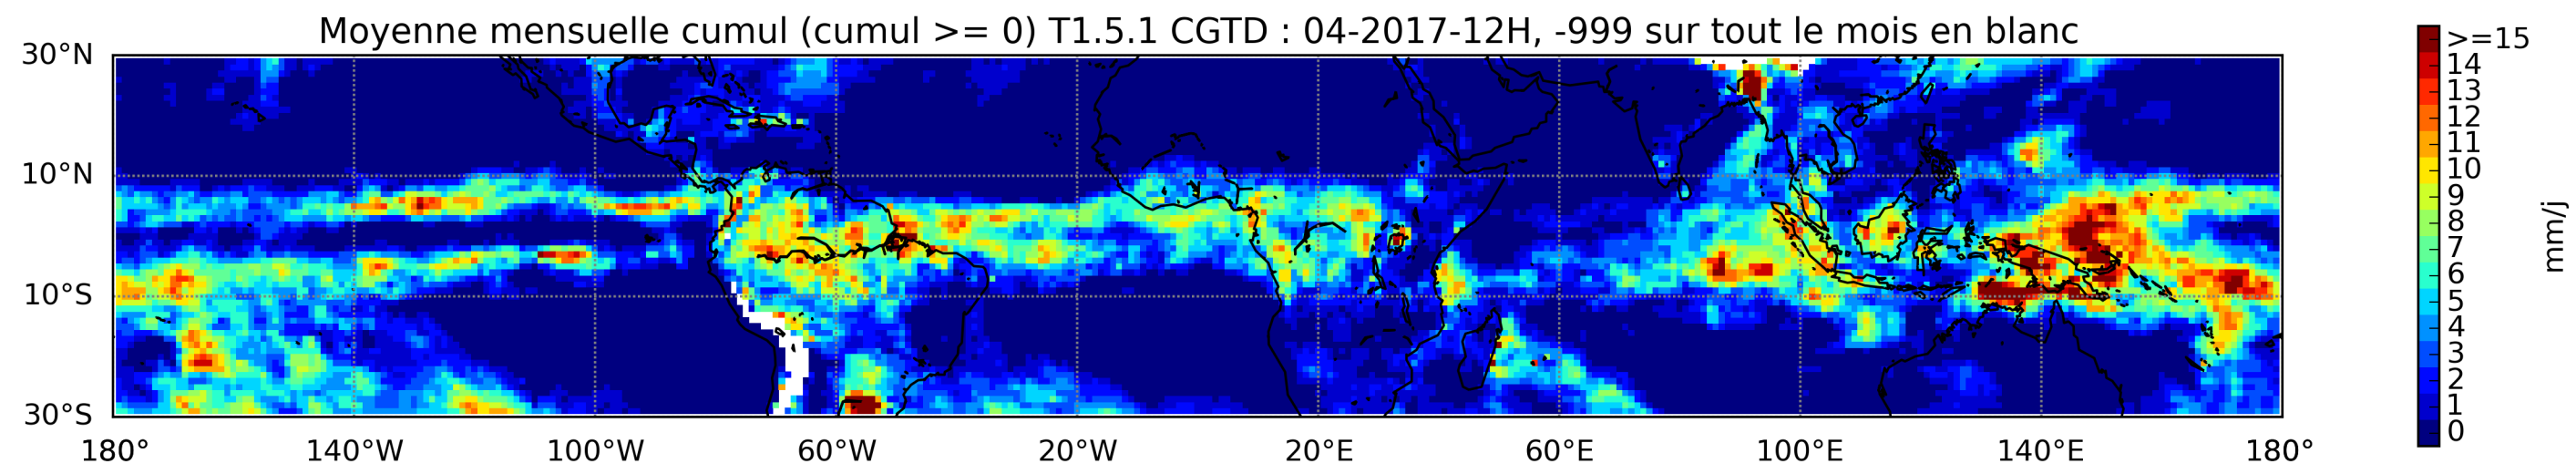 Moyenne mensuelle cumul (cumul >= 0) T1.5.1 CGTD : 04-2017-12H, -999 sur tout le mois en blanc
30°N
10°N
10°S
30°S
180° 140°W 100°W 60°W 20°W 20°E 60°E 100°E 140°E 180°
>=15
14
13
12
11
10
9
8
7
6
5
4
3
2
1
0
mm/j